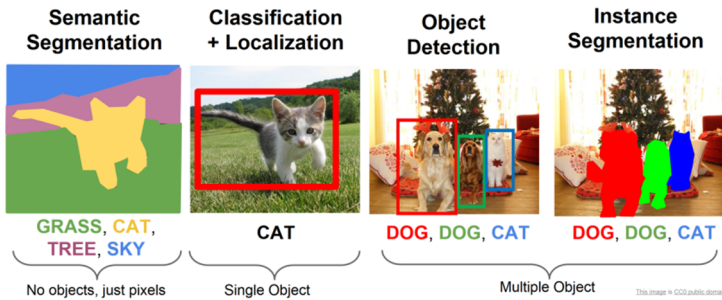 Semantic
Segmentation
Classification
+ Localization
Object
Detection
Instance
Segmentation
GRASS, CAT,
TREE, SKY
CAT
DOG, DOG, CAT
DOG, DOG, CAT
No objects, just pixels
Single Object
Multiple Object
This image is CC0 public doma